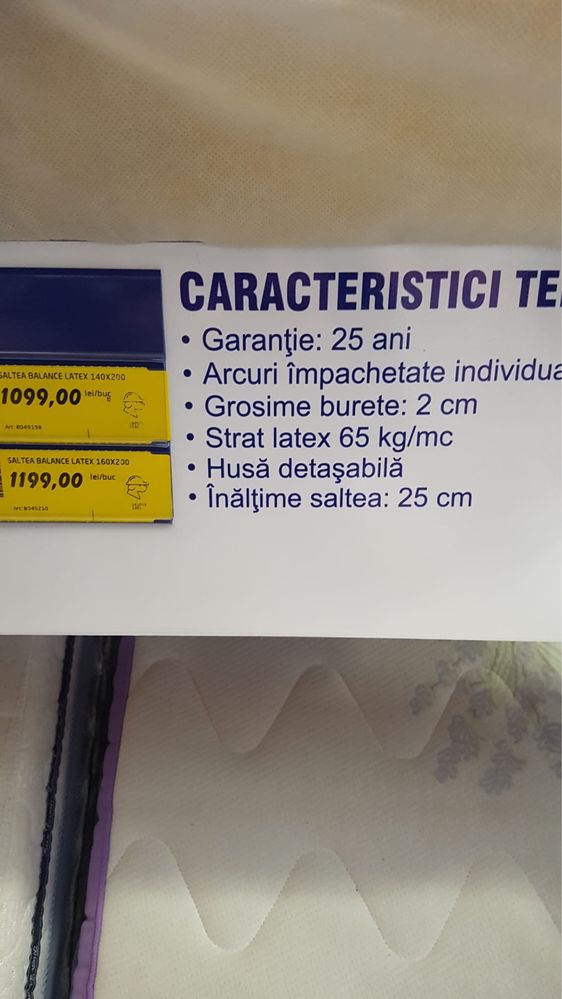 CARACTERISTICI TE
• Garanţie: 25 ani
• Arcuri împachetate individua
• Grosime burete: 2 cm
• Strat latex 65 kg/mc
• Husă detaşabilă
• Înălţime saltea: 25 cm
SALTEA BALANCE LATEX 140X200
1099,00 lei/buc
SALTEA BALANCE LATEX 160X200
1199,00 lei/buc